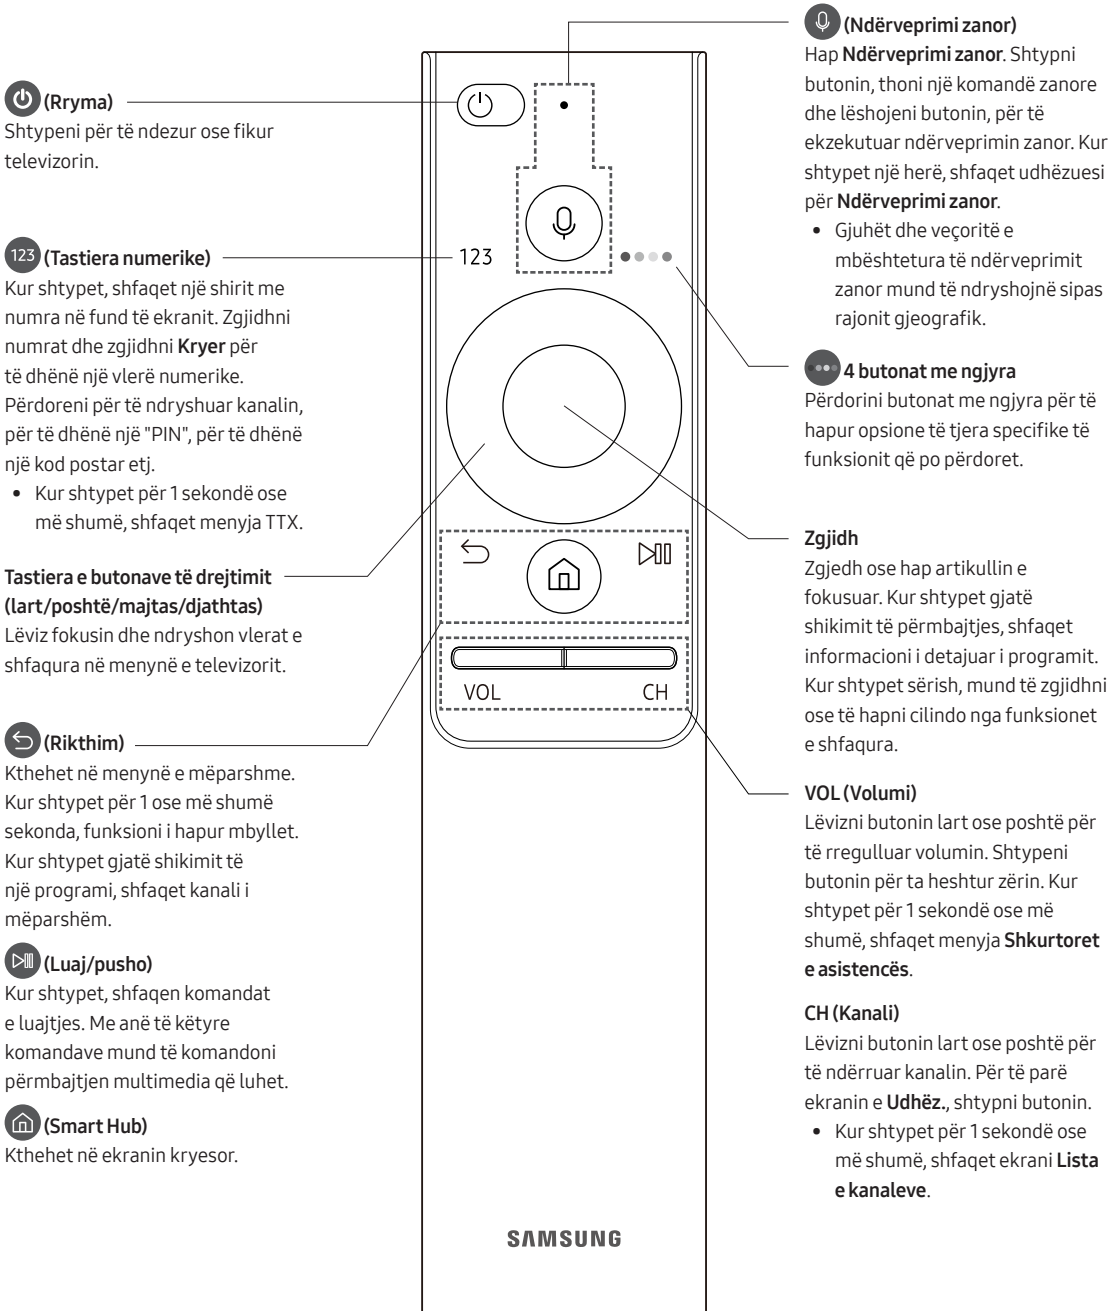 (Rryma)
Shtypeni për të ndezur ose fikur
televizorin.
123 (Tastiera numerike)
Kur shtypet, shfaqet një shirit me
numra në fund të ekranit. Zgjidhni
numrat dhe zgjidhni Kryer për
të dhënë një vlerë numerike.
Përdoreni për të ndryshuar kanalin,
për të dhënë një "PIN", për të dhënë
një kod postar etj.
• Kur shtypet për 1 sekondë ose
më shumë, shfaqet menyja TTX.
Tastiera e butonave të drejtimit
(lart/poshtë/majtas/djathtas)
Lëviz fokusin dhe ndryshon vlerat e
shfaqura në menynë e televizorit.
(Rikthim)
Kthehet në menynë e mëparshme.
Kur shtypet për 1 ose më shumë
sekonda, funksioni i hapur mbyllet.
Kur shtypet gjatë shikimit të
një programi, shfaqet kanali i
mëparshëm.
(Luaj/pusho)
Kur shtypet, shfaqen komandat
e luajtjes. Me anë të këtyre
komandave mund të komandoni
përmbajtjen multimedia që luhet.
(Smart Hub)
Kthehet në ekranin kryesor.
123
VOL CH
SAMSUNG
(Ndërveprimi zanor)
Hap Ndërveprimi zanor. Shtypni
butonin, thoni një komandë zanore
dhe lëshojeni butonin, për të
ekzekutuar ndërveprimin zanor. Kur
shtypet një herë, shfaqet udhëzuesi
për Ndërveprimi zanor.
• Gjuhët dhe veçoritë e
mbështetura të ndërveprimit
zanor mund të ndryshojnë sipas
rajonit gjeografik.
4 butonat me ngjyra
Përdorini butonat me ngjyra për të
hapur opsione të tjera specifike të
funksionit që po përdoret.
Zgjidh
Zgjedh ose hap artikullin e
fokusuar. Kur shtypet gjatë
shikimit të përmbajtjes, shfaqet
informacioni i detajuar i programit.
Kur shtypet sërish, mund të zgjidhni
ose të hapni cilindo nga funksionet
e shfaqura.
VOL (Volumi)
Lëvizni butonin lart ose poshtë për
të rregulluar volumin. Shtypeni
butonin për ta heshtur zërin. Kur
shtypet për 1 sekondë ose më
shumë, shfaqet menyja Shkurtoret
e asistencës.
CH (Kanali)
Lëvizni butonin lart ose poshtë për
të ndërruar kanalin. Për të parë
ekranin e Udhëz., shtypni butonin.
• Kur shtypet për 1 sekondë ose
më shumë, shfaqet ekrani Lista
e kanaleve.